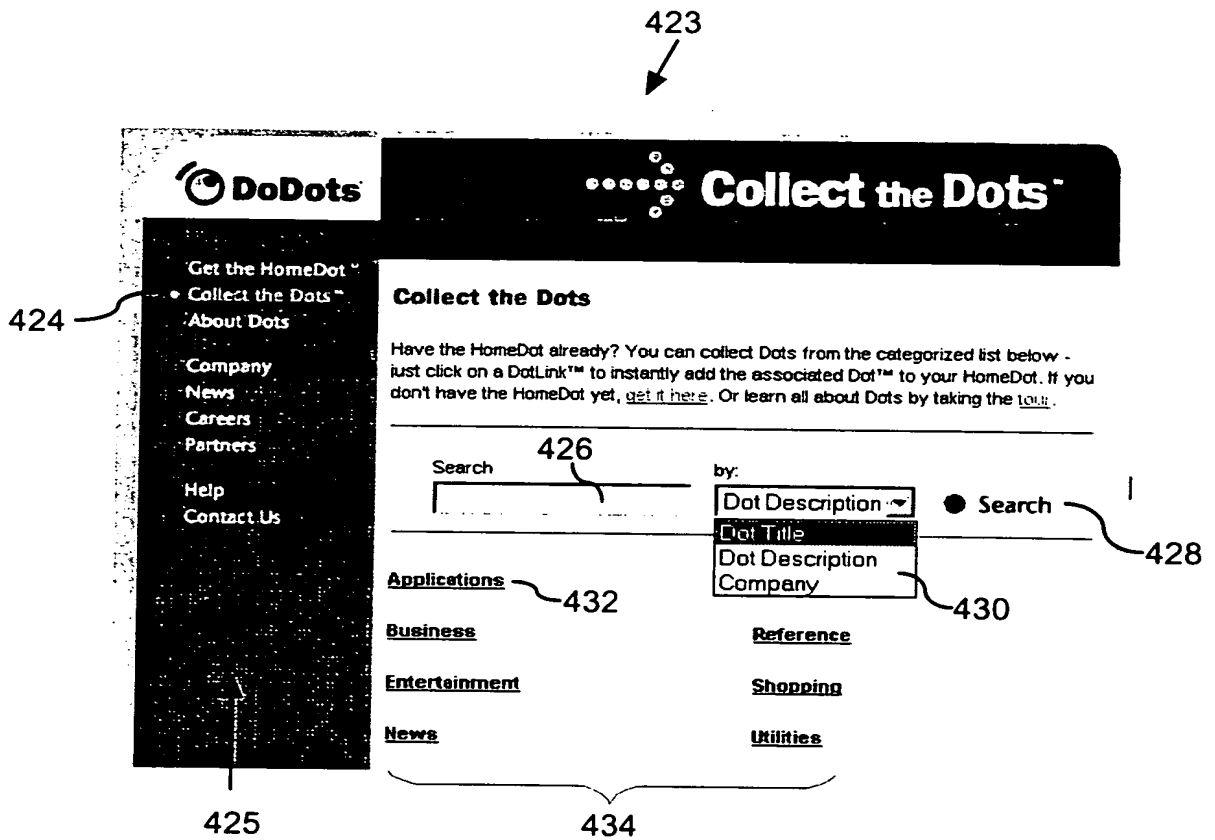 423
DoDots
Collect the Dots™
Get the HomeDot™
Collect the Dots™
About Dots
Company
News
Careers
Partners
Help
Contact Us
424
425
Collect the Dots
Have the HomeDot already? You can collect Dots from the categorized list below -
just click on a DotLink™ to instantly add the associated Dot™ to your HomeDot. If you
don't have the HomeDot yet, get it here. Or learn all about Dots by taking the tour.
426
Search
by:
Dot Description
Search
428
Dot Title
Dot Description
Company
430
Applications
432
Business
Reference
Entertainment
Shopping
News
Utilities
434